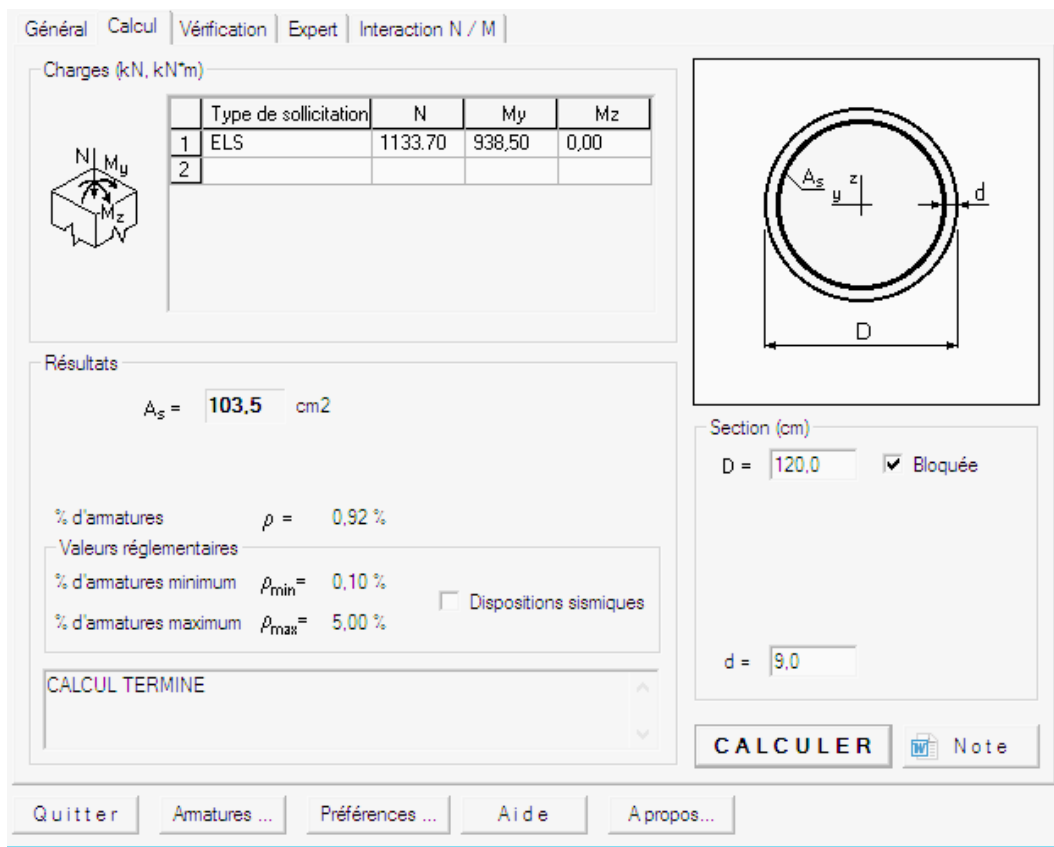 Général Calcul Vérification Expert Interaction N / M
Charges (kN, kN*m)
Type de sollicitation N My Mz
1 ELS 1133.70 938,50 0,00
2
N My
Mz
As z
y
d
D
Résultats
As = 103,5 cm2
% d'armatures ρ = 0,92 %
Valeurs réglementaires
% d'armatures minimum ρmin= 0,10 %
% d'armatures maximum ρmax= 5,00 %
Dispositions sismiques
CALCUL TERMINE
Section (cm)
D = 120,0 Bloquée
d = 9,0
CALCULER Note
Quitter Armatures ... Préférences ... Aide A propos...